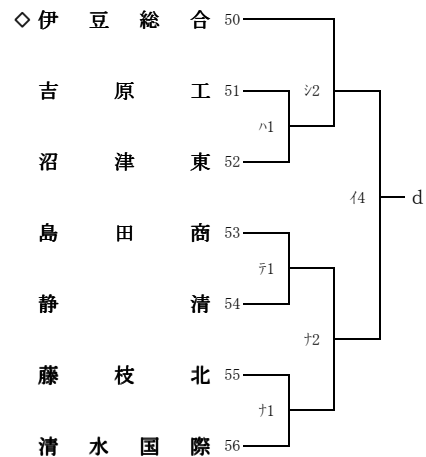 ◇伊豆総合 50
吉原工 51
ｼ2
ﾊ1
沼津東 52
ｲ4 d
島田商 53
ﾃ1
静清 54
ﾅ2
藤枝北 55
ﾅ1
清水国際 56